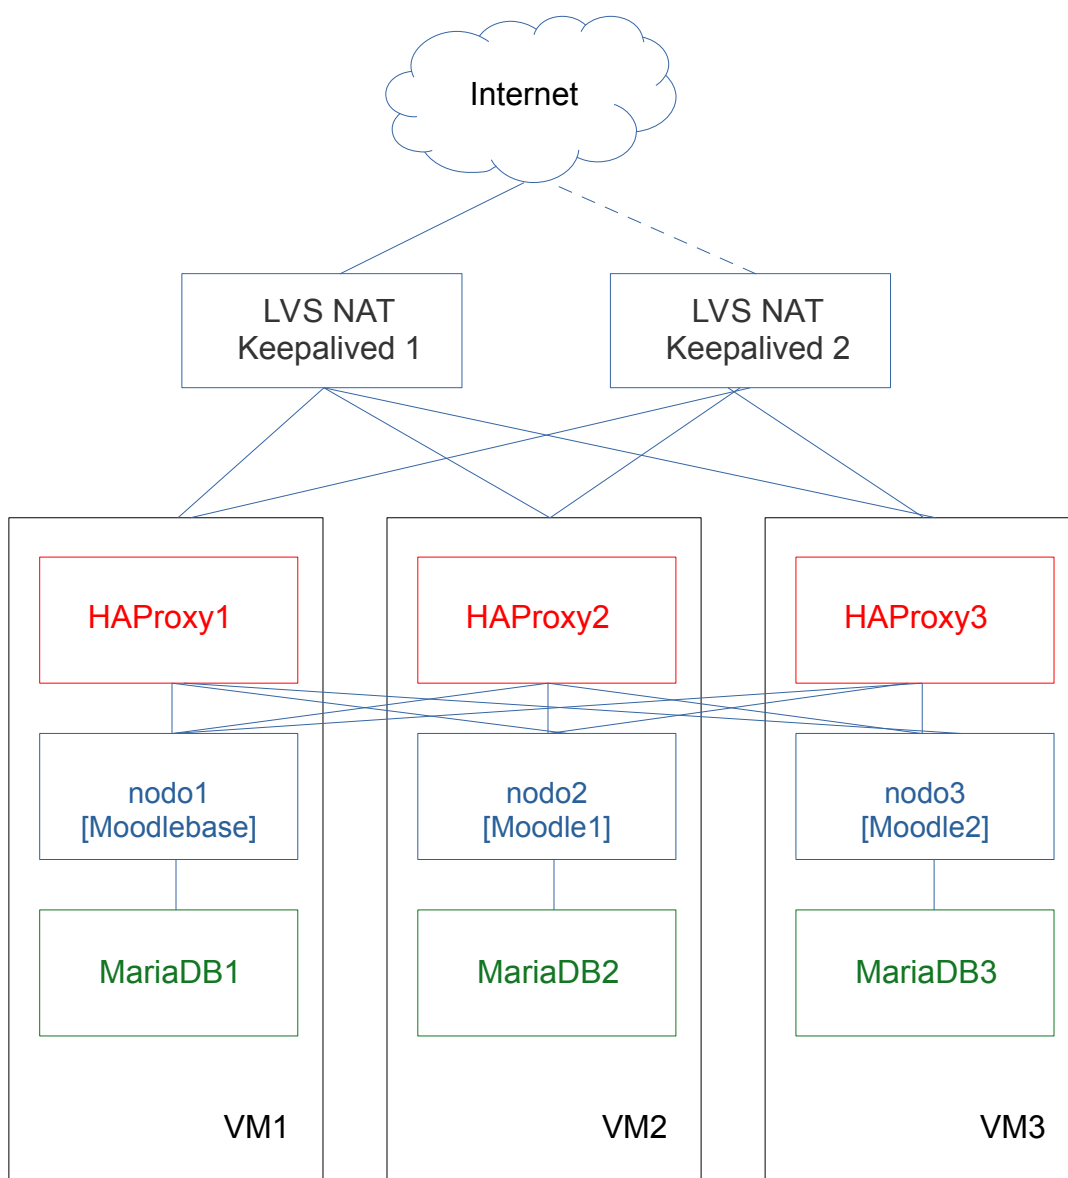 Internet
LVS NAT
Keepalived 1
LVS NAT
Keepalived 2
HAProxy1
HAProxy2
HAProxy3
nodo1
[Moodlebase]
nodo2
[Moodle1]
nodo3
[Moodle2]
MariaDB1
MariaDB2
MariaDB3
VM1
VM2
VM3